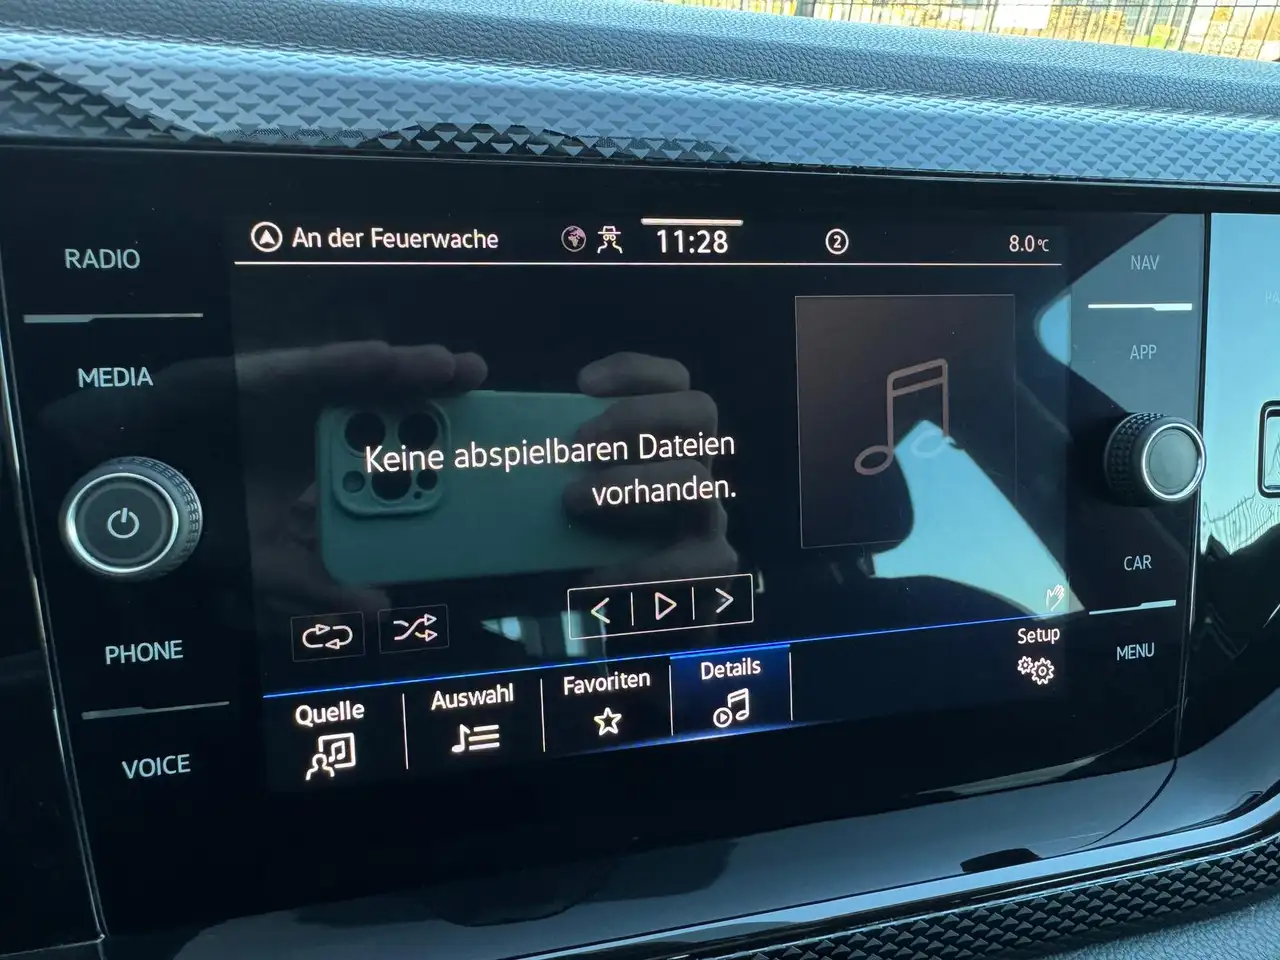 RADIO
MEDIA
PHONE
VOICE
An der Feuerwache
11:28
2
8.0°C
Keine abspielbaren Dateien
vorhanden.
Quelle
Auswahl
Favoriten
Details
Setup
NAV
APP
CAR
MENU